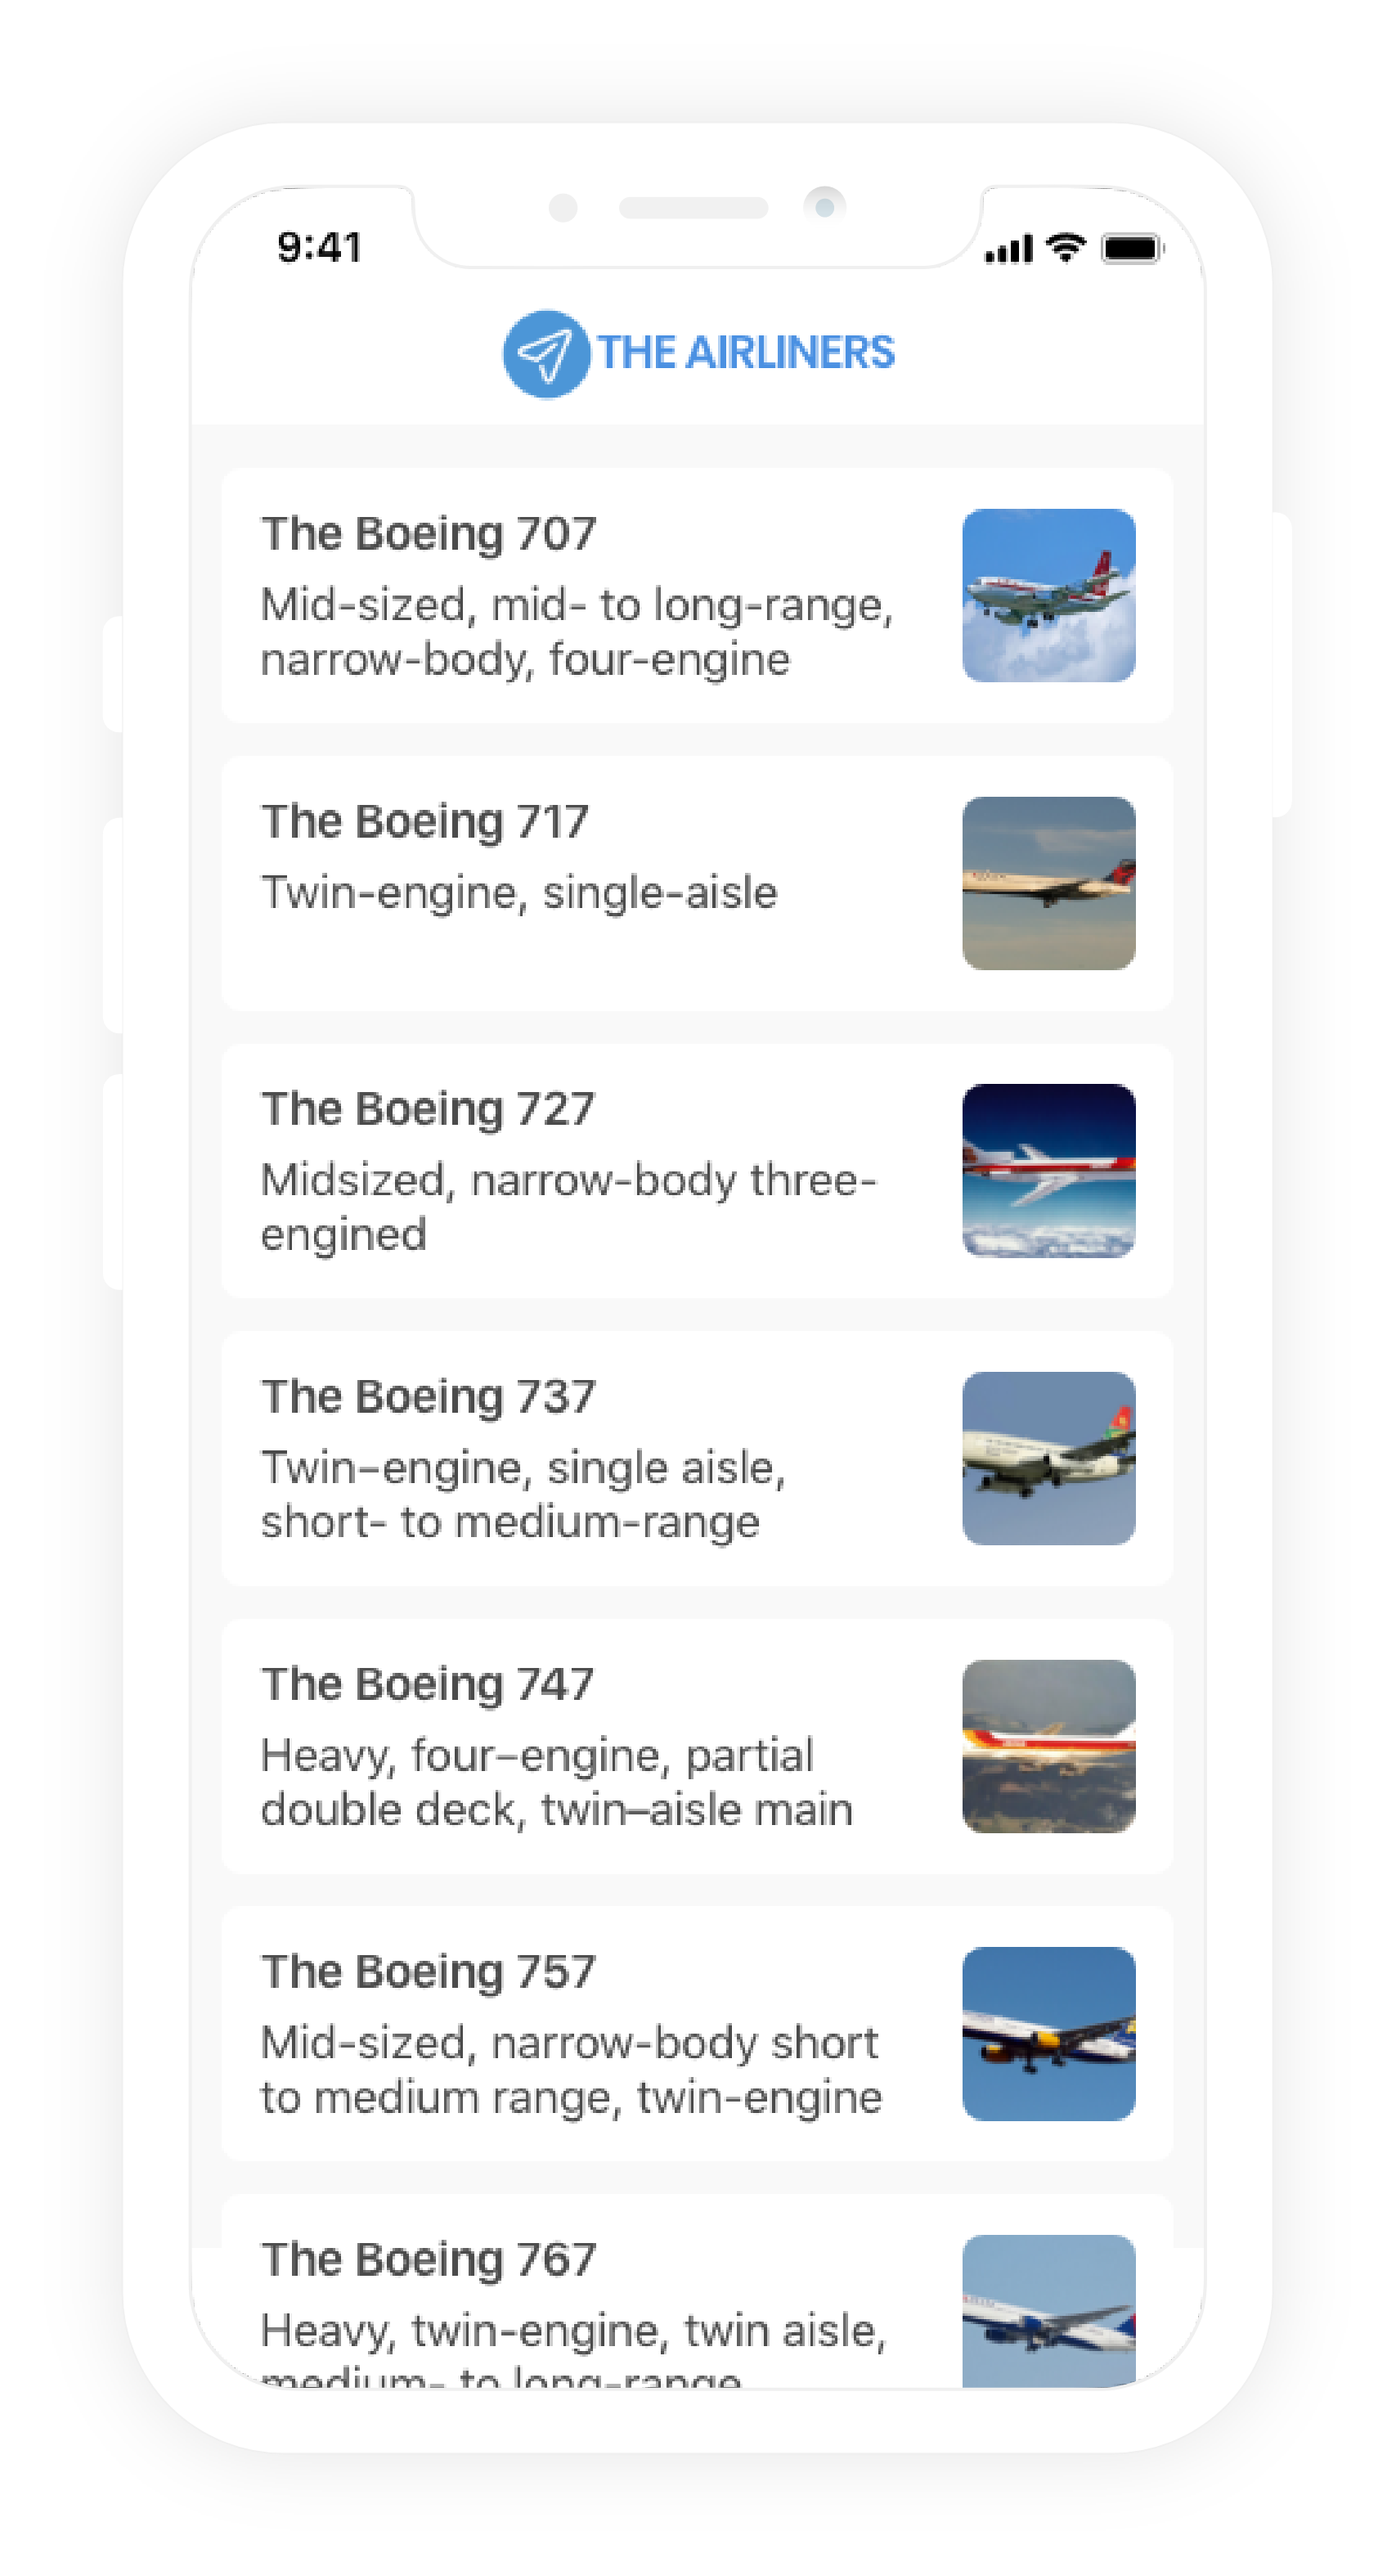 9:41
THE AIRLINERS
The Boeing 707
Mid-sized, mid- to long-range,
narrow-body, four-engine
The Boeing 717
Twin-engine, single-aisle
The Boeing 727
Midsized, narrow-body three-
engined
The Boeing 737
Twin–engine, single aisle,
short- to medium-range
The Boeing 747
Heavy, four–engine, partial
double deck, twin–aisle main
The Boeing 757
Mid-sized, narrow-body short
to medium range, twin-engine
The Boeing 767
Heavy, twin-engine, twin aisle,
medium- to long-range